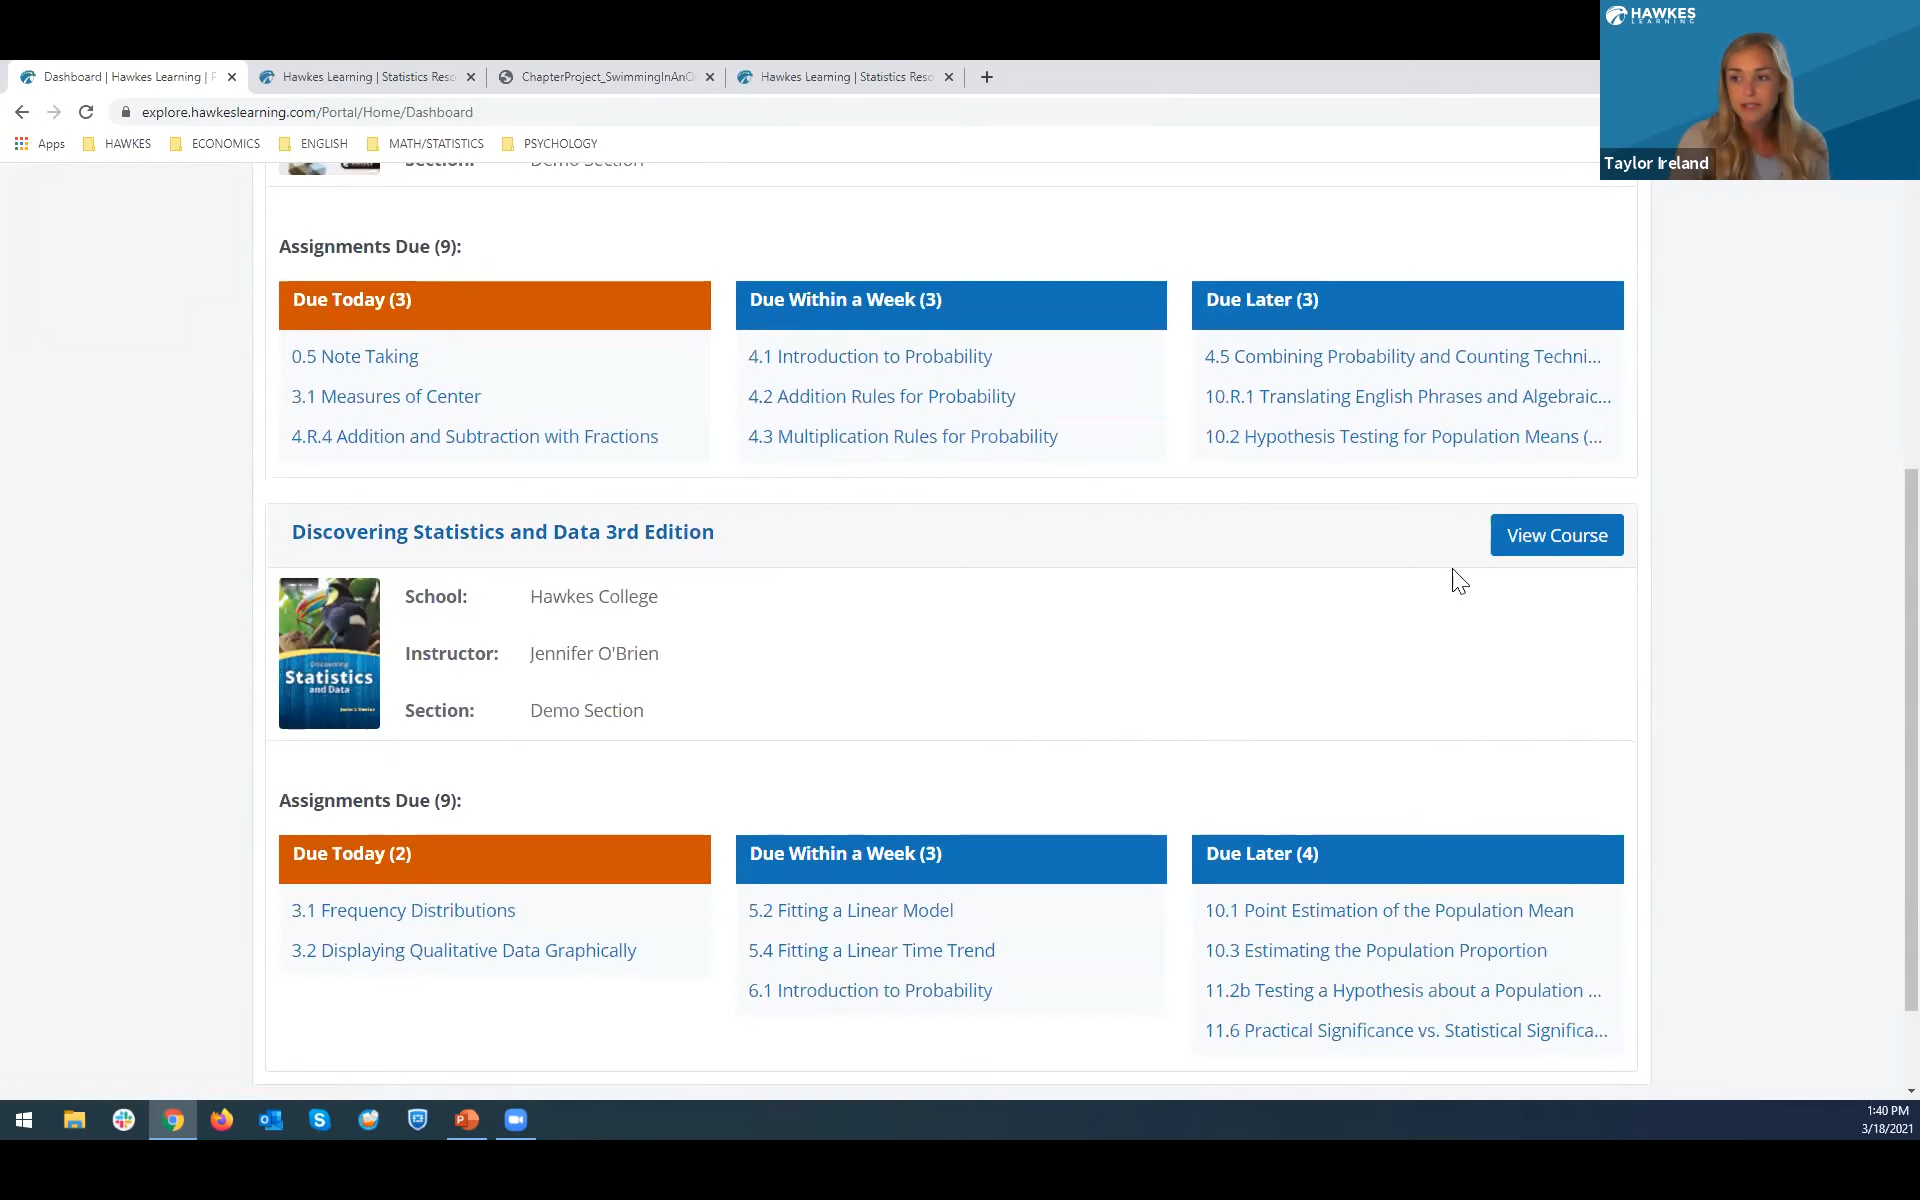 HAWKES
LEARNING
Taylor Ireland
Dashboard | Hawkes Learning | P
Hawkes Learning | Statistics Reso
ChapterProject_SwimmingInAnO
Hawkes Learning | Statistics Reso
explore.hawkeslearning.com/Portal/Home/Dashboard
Apps HAWKES ECONOMICS ENGLISH MATH/STATISTICS PSYCHOLOGY
Section: Demo Section
Assignments Due (9):
Due Today (3)
0.5 Note Taking
3.1 Measures of Center
4.R.4 Addition and Subtraction with Fractions
Due Within a Week (3)
4.1 Introduction to Probability
4.2 Addition Rules for Probability
4.3 Multiplication Rules for Probability
Due Later (3)
4.5 Combining Probability and Counting Techni...
10.R.1 Translating English Phrases and Algebraic...
10.2 Hypothesis Testing for Population Means (...
Discovering Statistics and Data 3rd Edition
View Course
Discovering
Statistics
and Data
School: Hawkes College
Instructor: Jennifer O'Brien
Section: Demo Section
Assignments Due (9):
Due Today (2)
3.1 Frequency Distributions
3.2 Displaying Qualitative Data Graphically
Due Within a Week (3)
5.2 Fitting a Linear Model
5.4 Fitting a Linear Time Trend
6.1 Introduction to Probability
Due Later (4)
10.1 Point Estimation of the Population Mean
10.3 Estimating the Population Proportion
11.2b Testing a Hypothesis about a Population ...
11.6 Practical Significance vs. Statistical Significa...
1:40 PM
3/18/2021